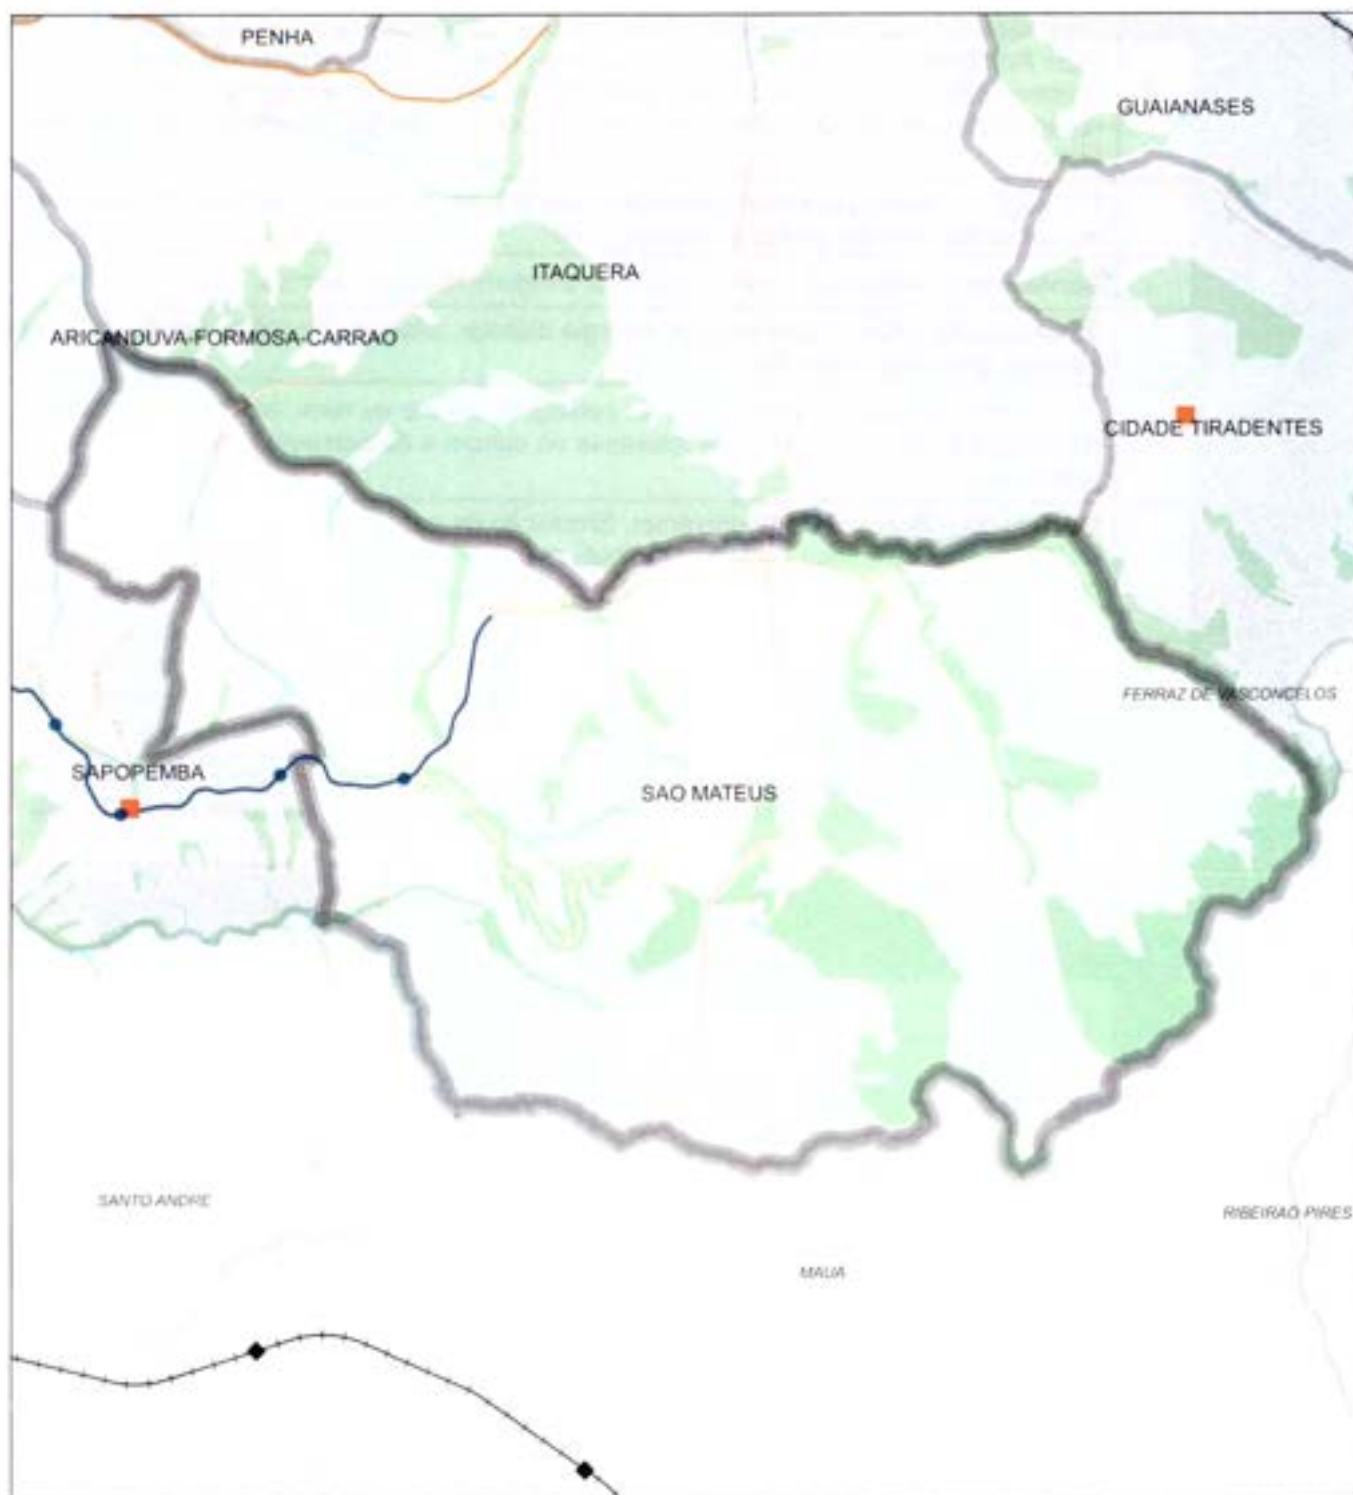 PENHA
GUAIANASES
ITAQUERA
ARICANDUVA-FORMOSA-CARRAO
CIDADE TIRADENTES
FERRAZ DE VASCONCELOS
SAPOPEMBA
SAO MATEUS
SANTO ANDRE
RIBEIRAO PIRES
MAUA